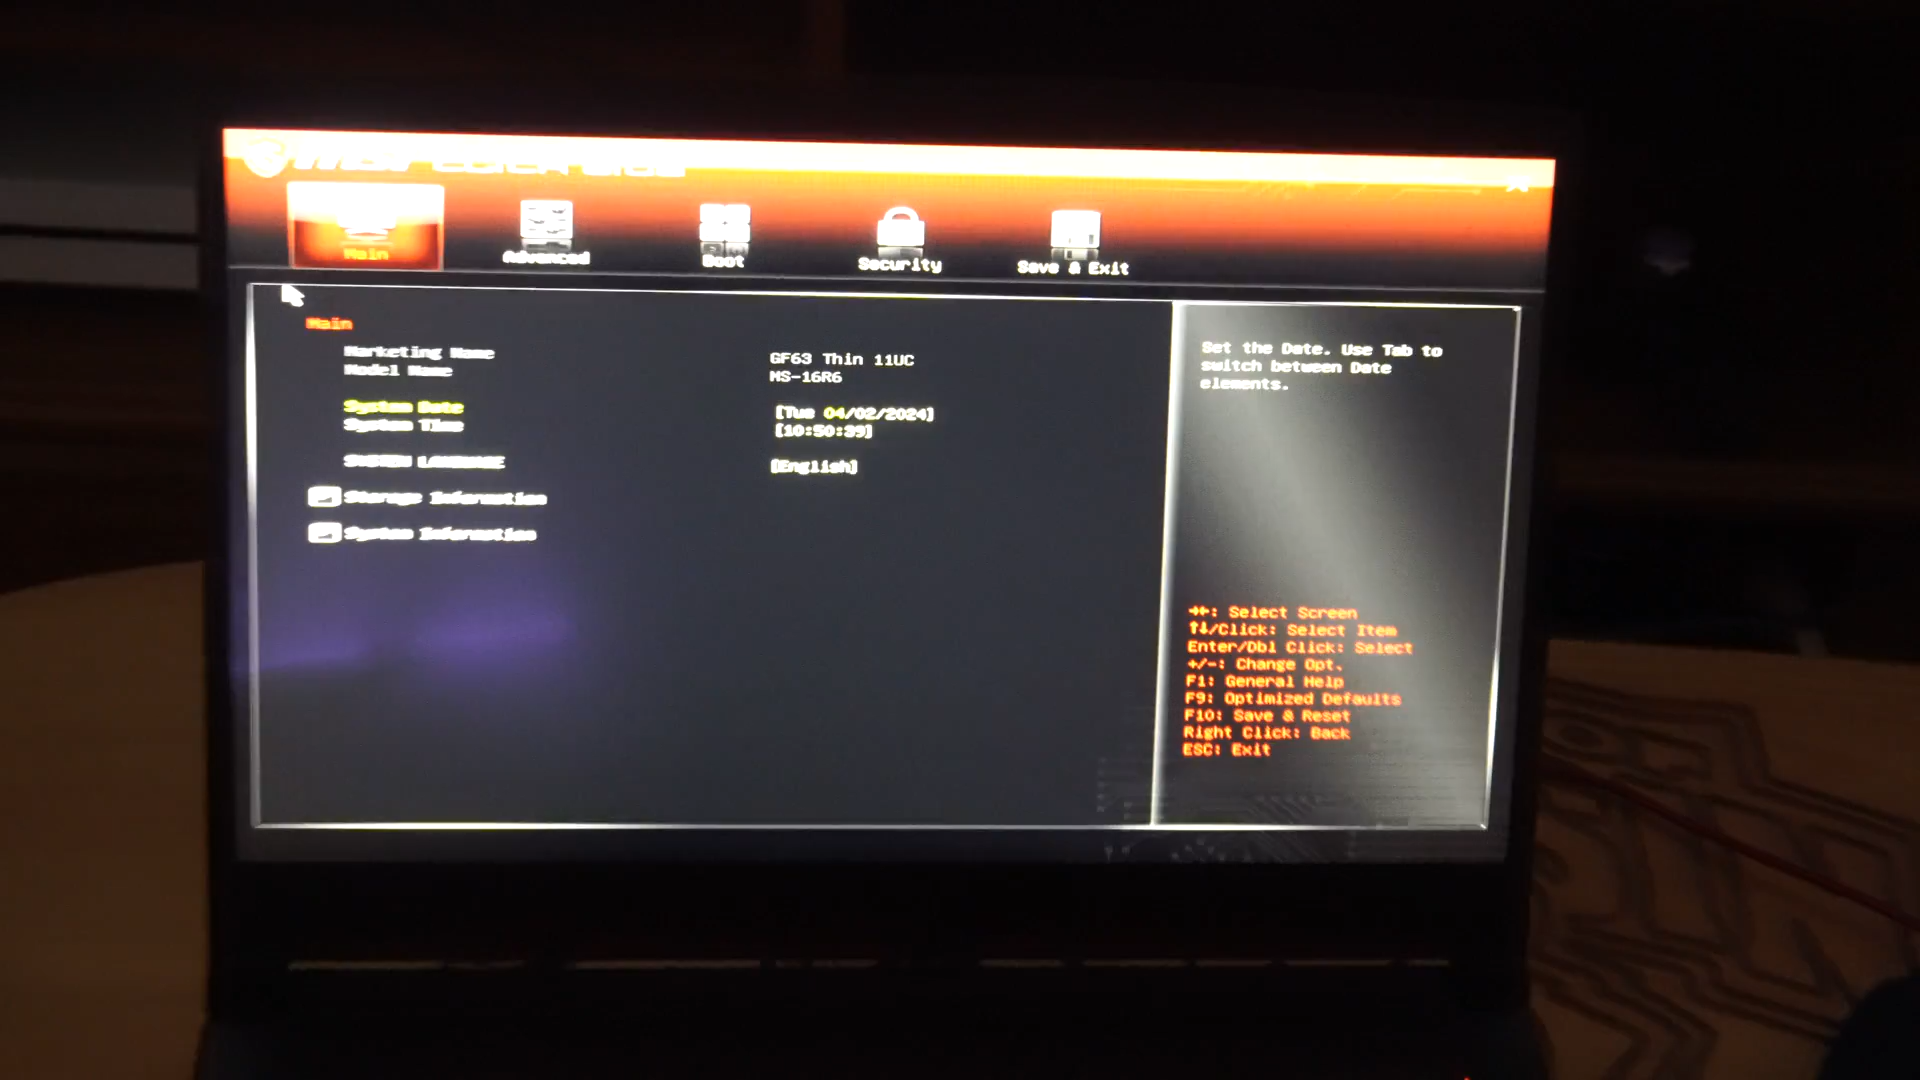 Main
Advanced
Boot
Security
Save & Exit
Main
Marketing Name
GF63 Thin 11UC
Model Name
MS-16R6
System Date
[Tue 04/02/2024]
System Time
[10:50:39]
SYSTEM LANGUAGE
[English]
Storage Information
System Information
Set the Date. Use Tab to
switch between Date
elements.
→←: Select Screen
↑↓/Click: Select Item
Enter/Dbl Click: Select
+/-: Change Opt.
F1: General Help
F9: Optimized Defaults
F10: Save & Reset
Right Click: Back
ESC: Exit